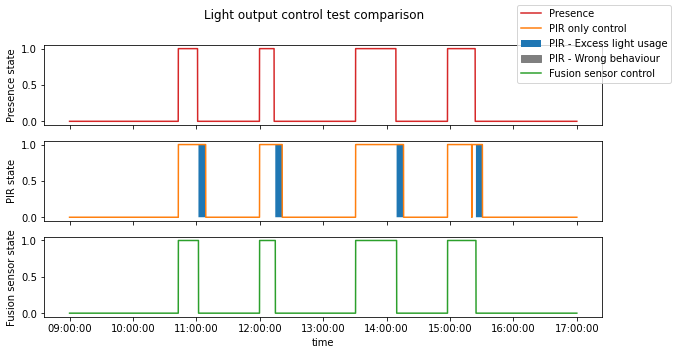 Light output control test comparison
Presence
PIR only control
PIR - Excess light usage
PIR - Wrong behaviour
Fusion sensor control
Presence state
1.0
0.5
0.0
PIR state
1.0
0.5
0.0
Fusion sensor state
1.0
0.5
0.0
09:00:00 10:00:00 11:00:00 12:00:00 13:00:00 14:00:00 15:00:00 16:00:00 17:00:00
time